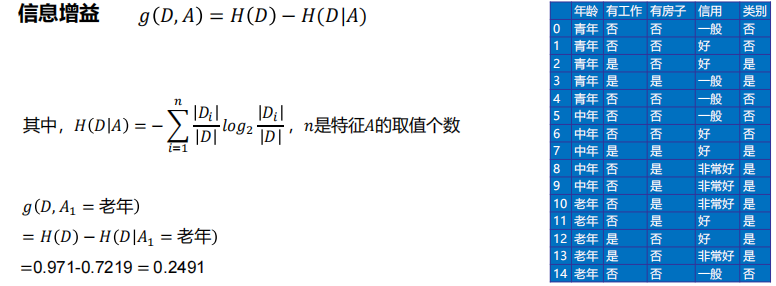 信息增益 g(D, A) = H(D) − H(D|A)
其中，H(D|A) = −∑_{i=1}^{n} |D_i|/|D| log_2 |D_i|/|D|，n是特征A的取值个数
g(D, A_1 = 老年)
= H(D) − H(D|A_1 = 老年)
=0.971-0.7219 = 0.2491
年龄 有工作 有房子 信用 类别
0 青年 否 否 一般 否
1 青年 否 否 好 否
2 青年 是 否 好 是
3 青年 是 是 一般 是
4 青年 否 否 一般 否
5 中年 否 否 一般 否
6 中年 否 否 好 否
7 中年 是 是 好 是
8 中年 否 是 非常好 是
9 中年 否 是 非常好 是
10 老年 否 是 非常好 是
11 老年 否 是 好 是
12 老年 是 否 好 是
13 老年 是 否 非常好 是
14 老年 否 否 一般 否